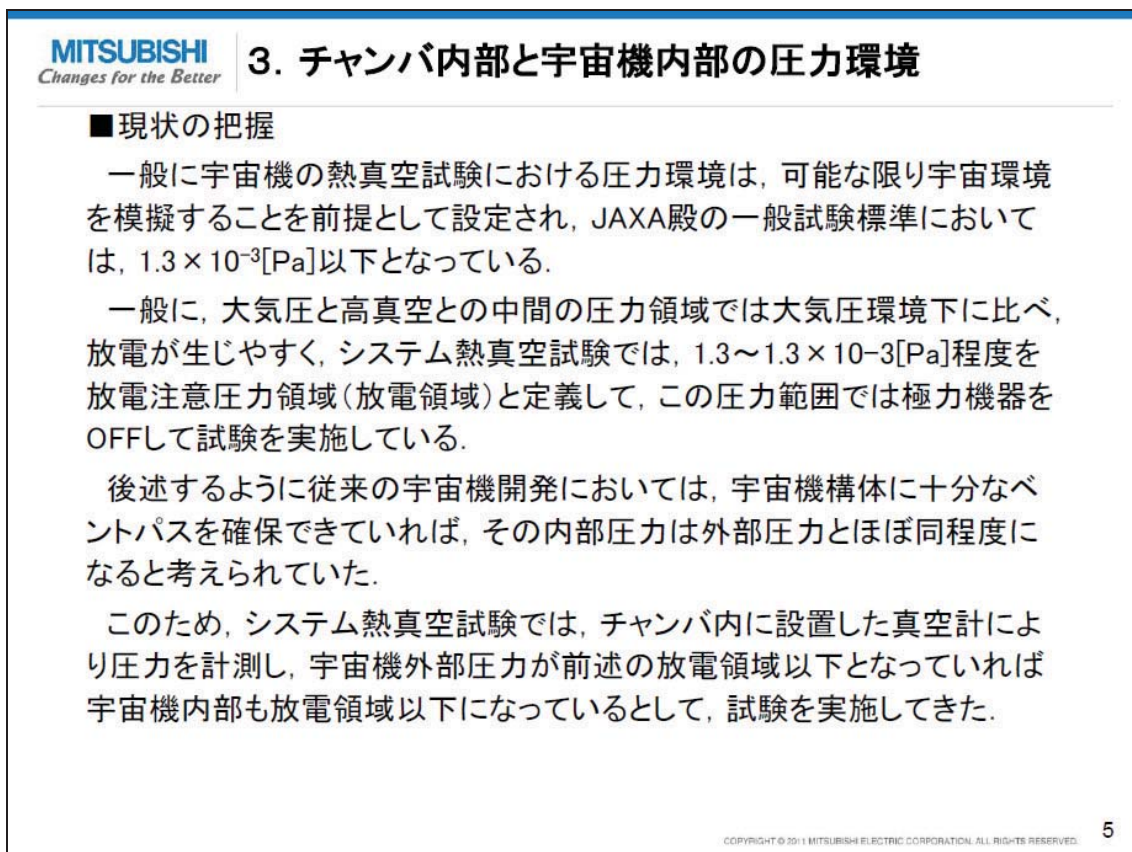 MITSUBISHI
Changes for the Better
3．チャンバ内部と宇宙機内部の圧力環境
■現状の把握
一般に宇宙機の熱真空試験における圧力環境は，可能な限り宇宙環境
を模擬することを前提として設定され，JAXA殿の一般試験標準において
は，1.3×10⁻³[Pa]以下となっている．
一般に，大気圧と高真空との中間の圧力領域では大気圧環境下に比べ，
放電が生じやすく，システム熱真空試験では，1.3～1.3×10-3[Pa]程度を
放電注意圧力領域（放電領域）と定義して，この圧力範囲では極力機器を
OFFして試験を実施している．
後述するように従来の宇宙機開発においては，宇宙機構体に十分なベ
ントパスを確保できていれば，その内部圧力は外部圧力とほぼ同程度に
なると考えられていた．
このため，システム熱真空試験では，チャンバ内に設置した真空計によ
り圧力を計測し，宇宙機外部圧力が前述の放電領域以下となっていれば
宇宙機内部も放電領域以下になっているとして，試験を実施してきた．
COPYRIGHT © 2011 MITSUBISHI ELECTRIC CORPORATION. ALL RIGHTS RESERVED.
5